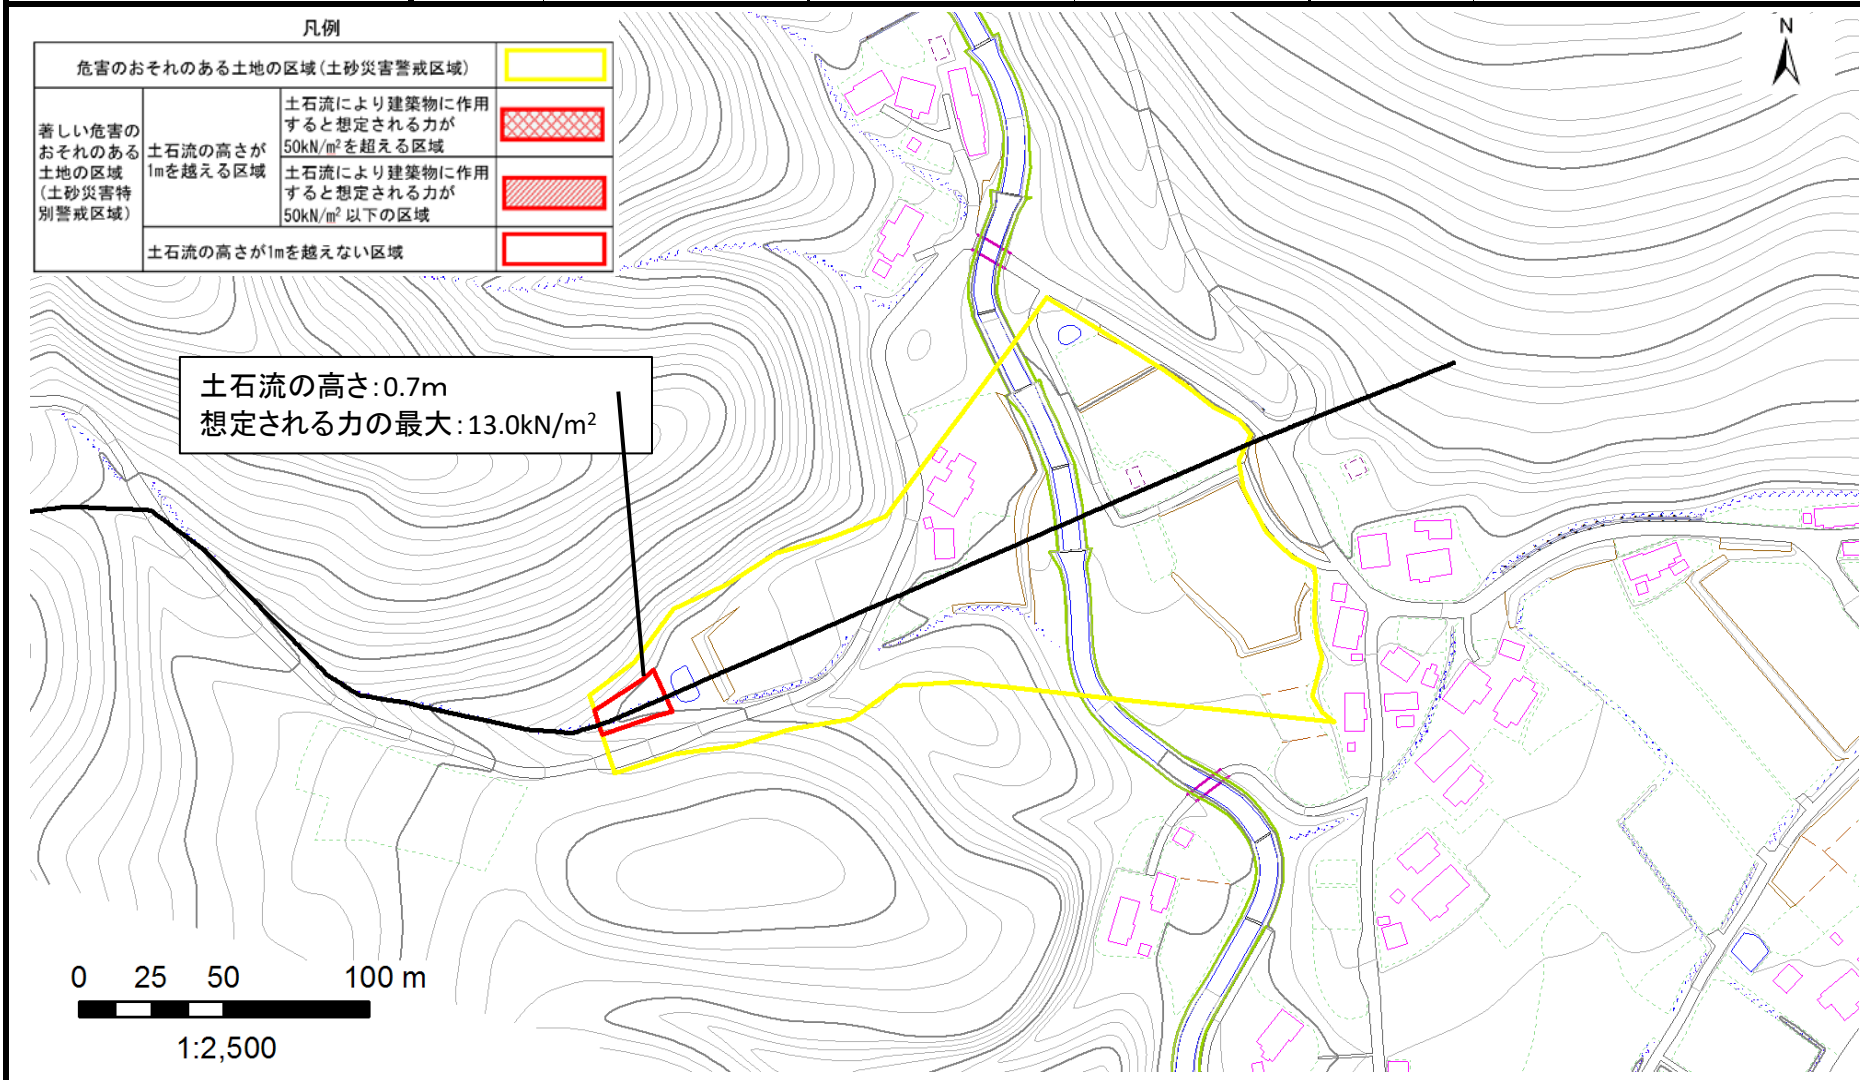 凡例
危害のおそれのある土地の区域(土砂災害警戒区域)
著しい危害の
おそれのある
土地の区域
(土砂災害特
別警戒区域)
土石流の高さが
1mを越える区域
土石流により建築物に作用
すると想定される力が
50kN/m²を超える区域
土石流により建築物に作用
すると想定される力が
50kN/m² 以下の区域
土石流の高さが1mを越えない区域
N
土石流の高さ:0.7m
想定される力の最大:13.0kN/m²
0 25 50 100 m
1:2,500